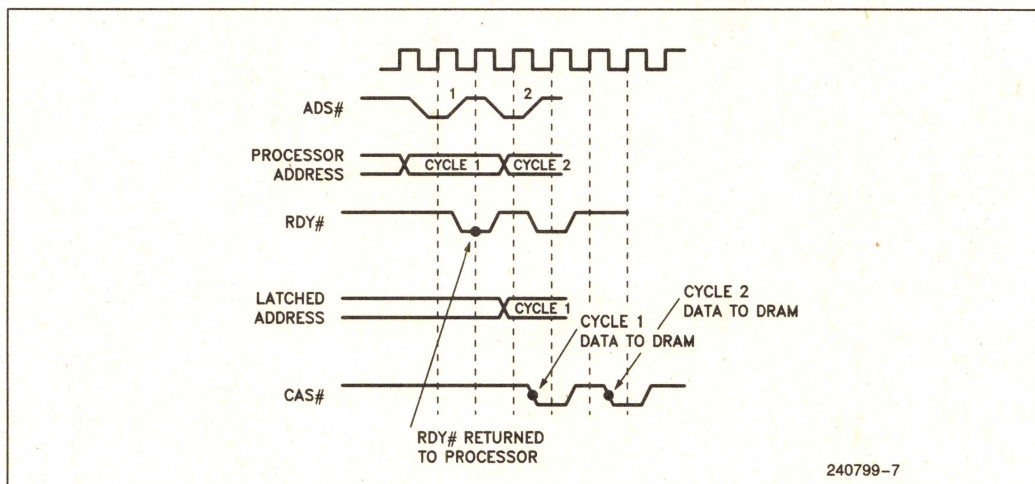 1 2
ADS#
PROCESSOR
ADDRESS
CYCLE 1 CYCLE 2
RDY#
LATCHED
ADDRESS
CYCLE 1
CYCLE 2
DATA TO DRAM
CYCLE 1
DATA TO DRAM
CAS#
RDY# RETURNED
TO PROCESSOR
240799-7